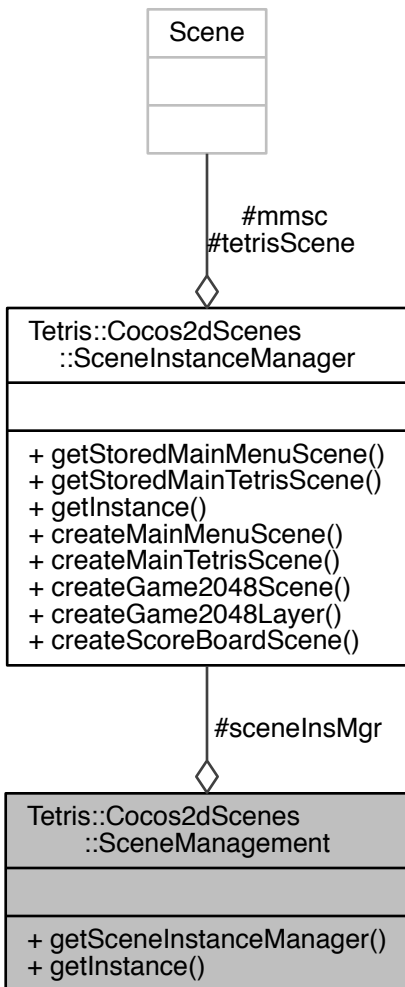 Scene
#mmsc
#tetrisScene
Tetris::Cocos2dScenes
::SceneInstanceManager
+ getStoredMainMenuScene()
+ getStoredMainTetrisScene()
+ getInstance()
+ createMainMenuScene()
+ createMainTetrisScene()
+ createGame2048Scene()
+ createGame2048Layer()
+ createScoreBoardScene()
#sceneInsMgr
Tetris::Cocos2dScenes
::SceneManagement
+ getSceneInstanceManager()
+ getInstance()